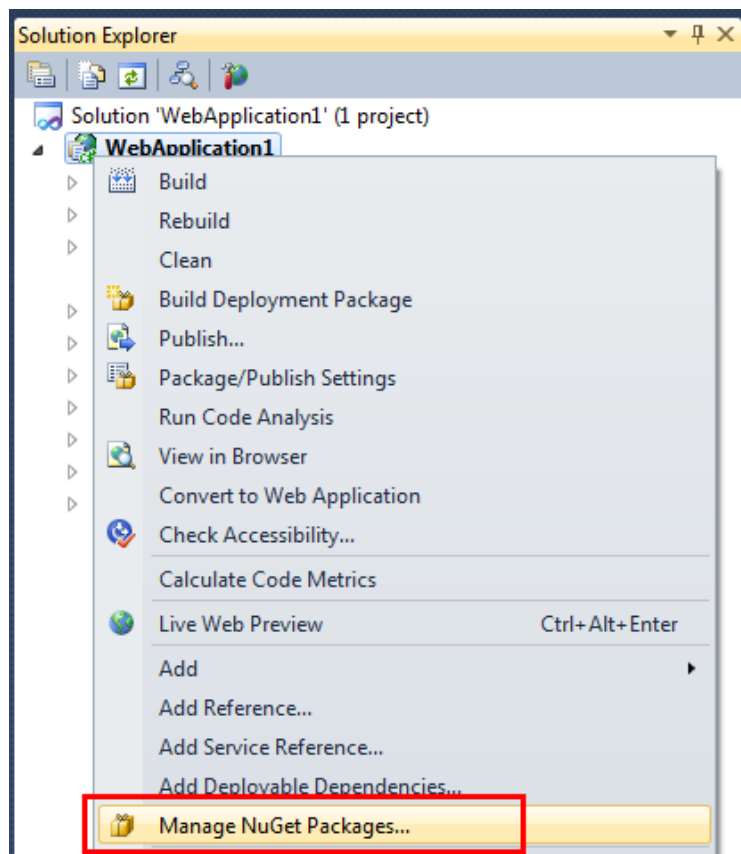 Solution Explorer
Solution 'WebApplication1' (1 project)
WebApplication1
Build
Rebuild
Clean
Build Deployment Package
Publish...
Package/Publish Settings
Run Code Analysis
View in Browser
Convert to Web Application
Check Accessibility...
Calculate Code Metrics
Live Web Preview Ctrl+Alt+Enter
Add
Add Reference...
Add Service Reference...
Add Deployable Dependencies...
Manage NuGet Packages...